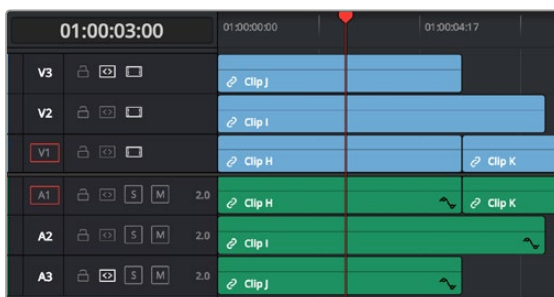 01:00:03:00
01:00:00:00 01:00:04:17
V3 Clip J
V2 Clip I
V1 Clip H Clip K
A1 S M 2.0 Clip H Clip K
A2 S M 2.0 Clip I
A3 S M 2.0 Clip J